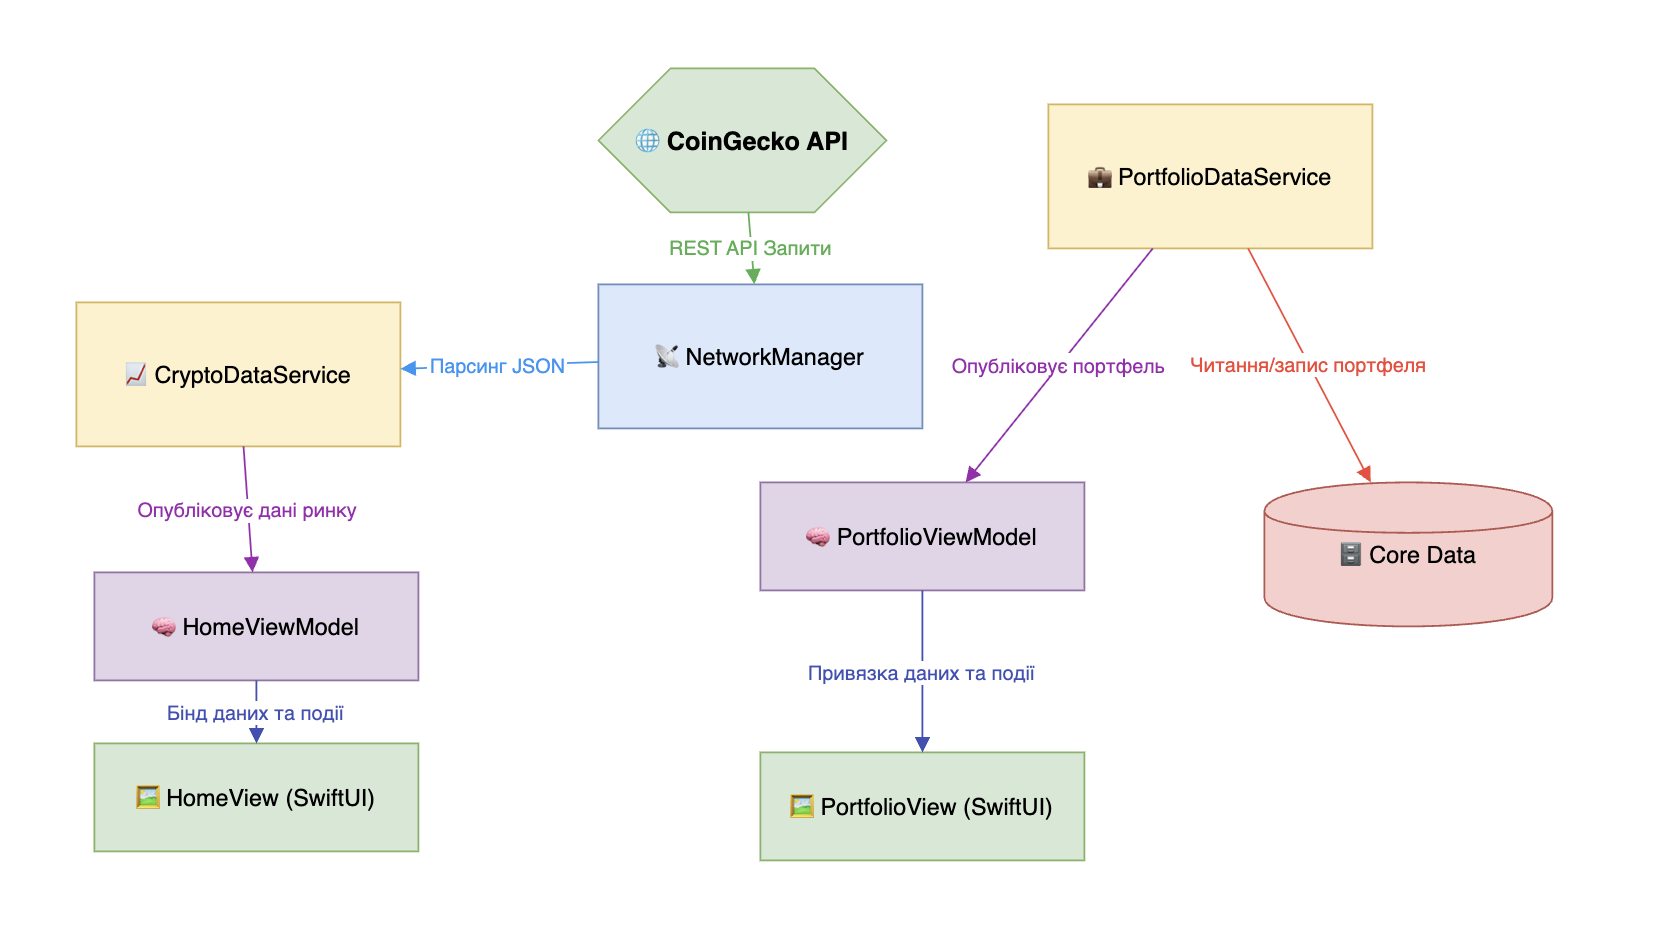 CoinGecko API
PortfolioDataService
REST API Запити
NetworkManager
Парсинг JSON
CryptoDataService
Опубліковує портфель
Читання/запис портфеля
Опубліковує дані ринку
PortfolioViewModel
Core Data
HomeViewModel
Привязка даних та події
Бінд даних та події
HomeView (SwiftUI)
PortfolioView (SwiftUI)